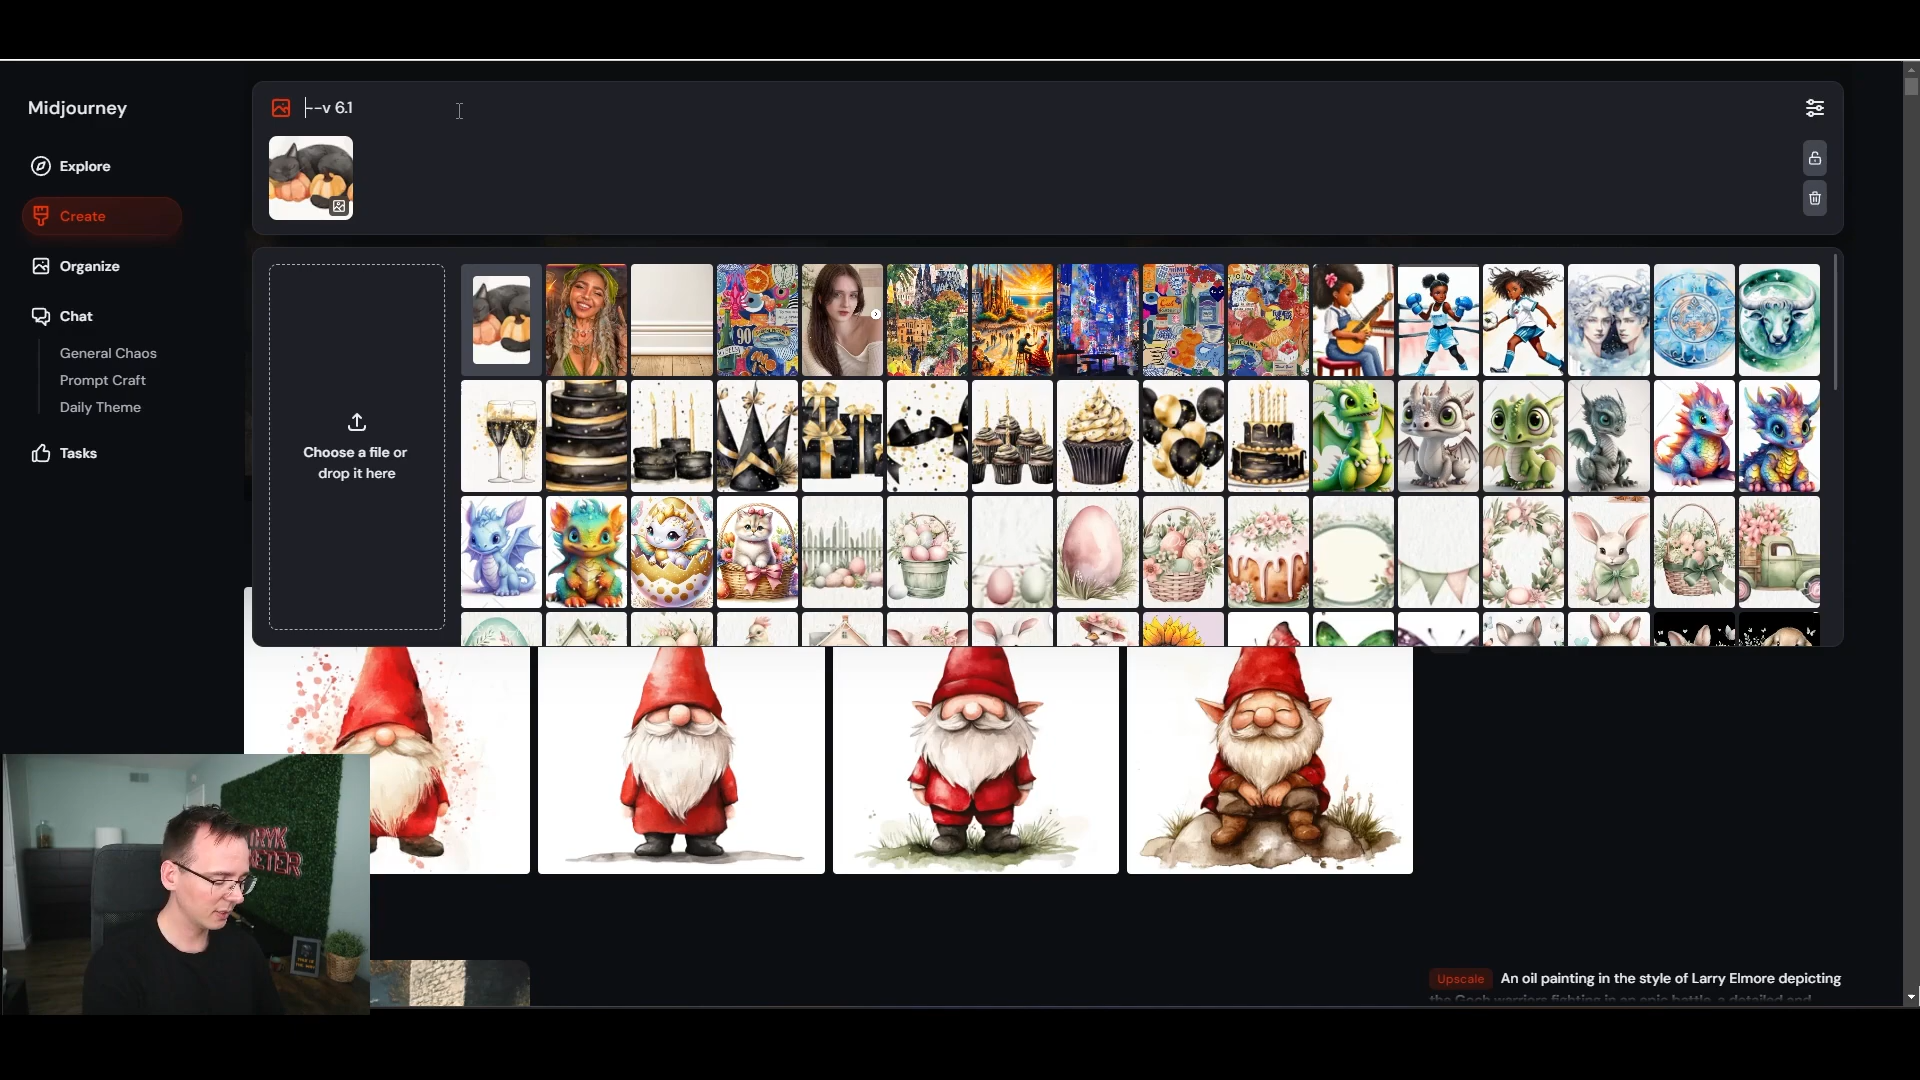 Midjourney
--v 6.1
Explore
Create
Organize
Chat
General Chaos
Prompt Craft
Daily Theme
Tasks
Choose a file or
drop it here
Upscale An oil painting in the style of Larry Elmore depicting